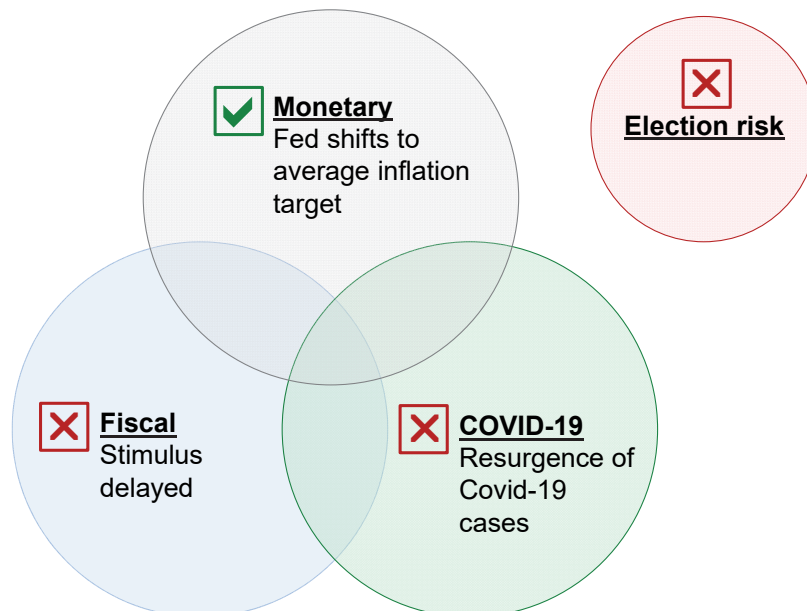 Monetary
Fed shifts to
average inflation
target
Election risk
Fiscal
Stimulus
delayed
COVID-19
Resurgence of
Covid-19
cases